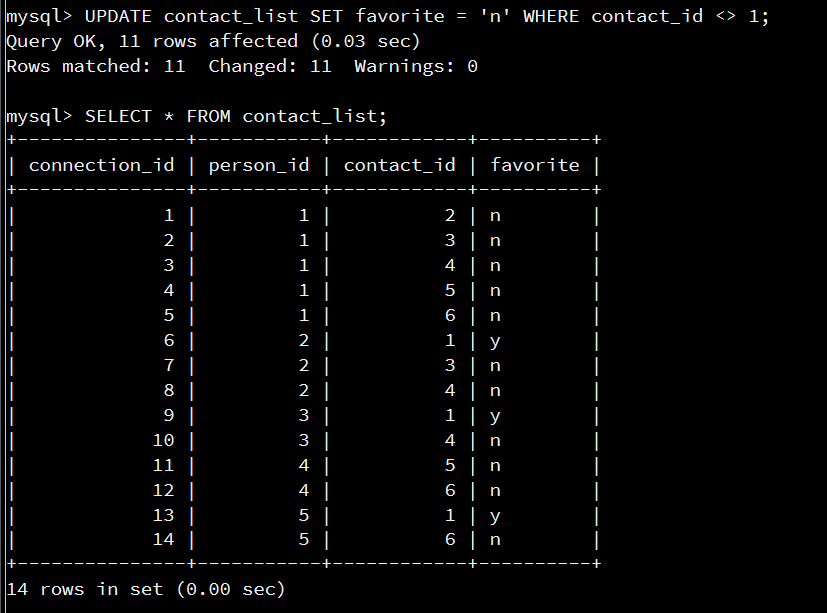 mysql> UPDATE contact_list SET favorite = 'n' WHERE contact_id <> 1;
Query OK, 11 rows affected (0.03 sec)
Rows matched: 11  Changed: 11  Warnings: 0

mysql> SELECT * FROM contact_list;
+---------------+-----------+------------+----------+
| connection_id | person_id | contact_id | favorite |
+---------------+-----------+------------+----------+
|             1 |         1 |          2 | n        |
|             2 |         1 |          3 | n        |
|             3 |         1 |          4 | n        |
|             4 |         1 |          5 | n        |
|             5 |         1 |          6 | n        |
|             6 |         2 |          1 | y        |
|             7 |         2 |          3 | n        |
|             8 |         2 |          4 | n        |
|             9 |         3 |          1 | y        |
|            10 |         3 |          4 | n        |
|            11 |         4 |          5 | n        |
|            12 |         4 |          6 | n        |
|            13 |         5 |          1 | y        |
|            14 |         5 |          6 | n        |
+---------------+-----------+------------+----------+
14 rows in set (0.00 sec)